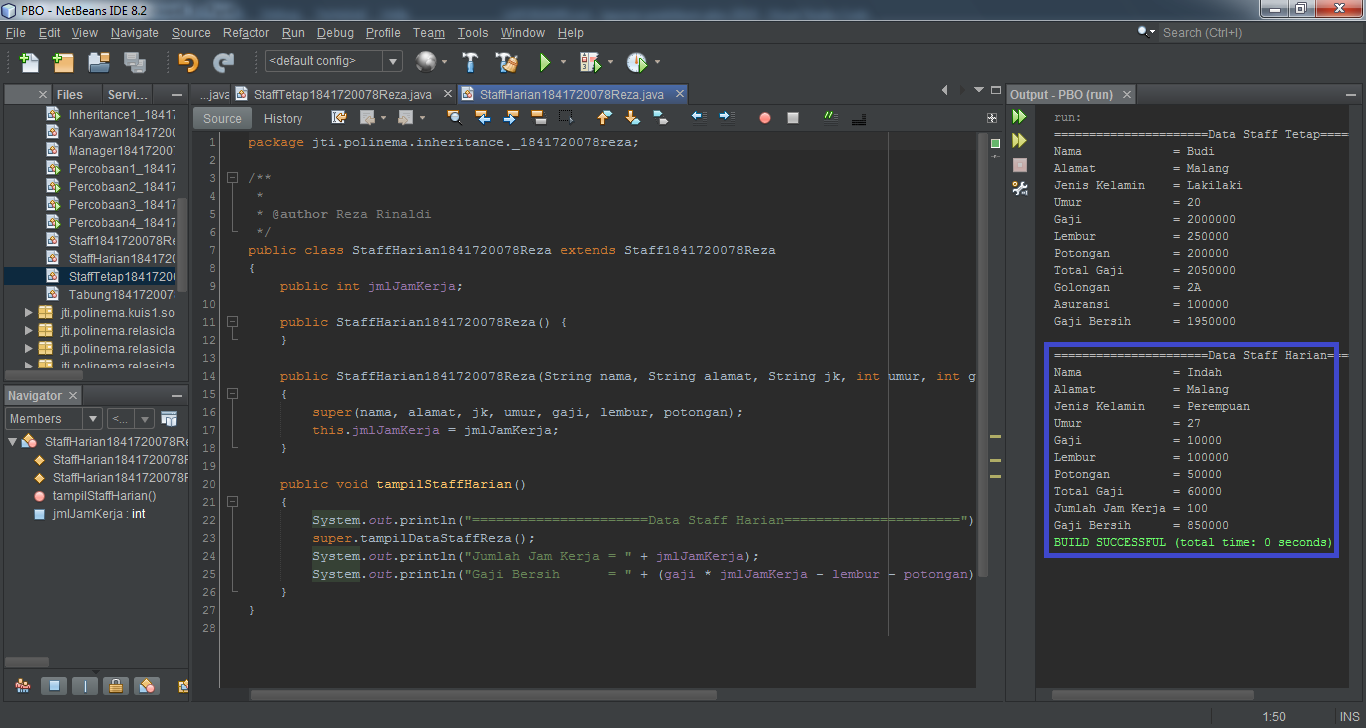 PBO - NetBeans IDE 8.2
File Edit View Navigate Source Refactor Run Debug Profile Team Tools Window Help
Search (Ctrl+I)
<default config>
Files
Servi...
...java
StaffTetap1841720078Reza.java
StaffHarian1841720078Reza.java
Output - PBO (run)
Inheritance1_1841
Karyawan18417200
Manager18417200
Percobaan1_1841
Percobaan2_1841
Percobaan3_1841
Percobaan4_1841
Staff1841720078Re
StaffHarian184172
StaffTetap1841720
Tabung184172007
jti.polinema.kuis1.so
jti.polinema.relasicla
jti.polinema.relasicla
jti.polinema.relasicla
Navigator
Members
<...
StaffHarian1841720078Re
StaffHarian1841720078F
StaffHarian1841720078F
tampilStaffHarian()
jmlJamKerja : int
Source History
1 package jti.polinema.inheritance._1841720078reza;
2
3 /**
4 *
5 * @author Reza Rinaldi
6 */
7 public class StaffHarian1841720078Reza extends Staff1841720078Reza
8 {
9 public int jmlJamKerja;
10
11 public StaffHarian1841720078Reza() {
12 }
13
14 public StaffHarian1841720078Reza(String nama, String alamat, String jk, int umur, int g
15 {
16 super(nama, alamat, jk, umur, gaji, lembur, potongan);
17 this.jmlJamKerja = jmlJamKerja;
18 }
19
20 public void tampilStaffHarian()
21 {
22 System.out.println("======================Data Staff Harian======================")
23 super.tampilDataStaffReza();
24 System.out.println("Jumlah Jam Kerja = " + jmlJamKerja);
25 System.out.println("Gaji Bersih      = " + (gaji * jmlJamKerja - lembur - potongan)
26 }
27 }
28
run:
======================Data Staff Tetap====
Nama = Budi
Alamat = Malang
Jenis Kelamin = Lakilaki
Umur = 20
Gaji = 2000000
Lembur = 250000
Potongan = 200000
Total Gaji = 2050000
Golongan = 2A
Asuransi = 100000
Gaji Bersih = 1950000
======================Data Staff Harian===
Nama = Indah
Alamat = Malang
Jenis Kelamin = Perempuan
Umur = 27
Gaji = 10000
Lembur = 100000
Potongan = 50000
Total Gaji = 60000
Jumlah Jam Kerja = 100
Gaji Bersih = 850000
BUILD SUCCESSFUL (total time: 0 seconds)
1:50
INS